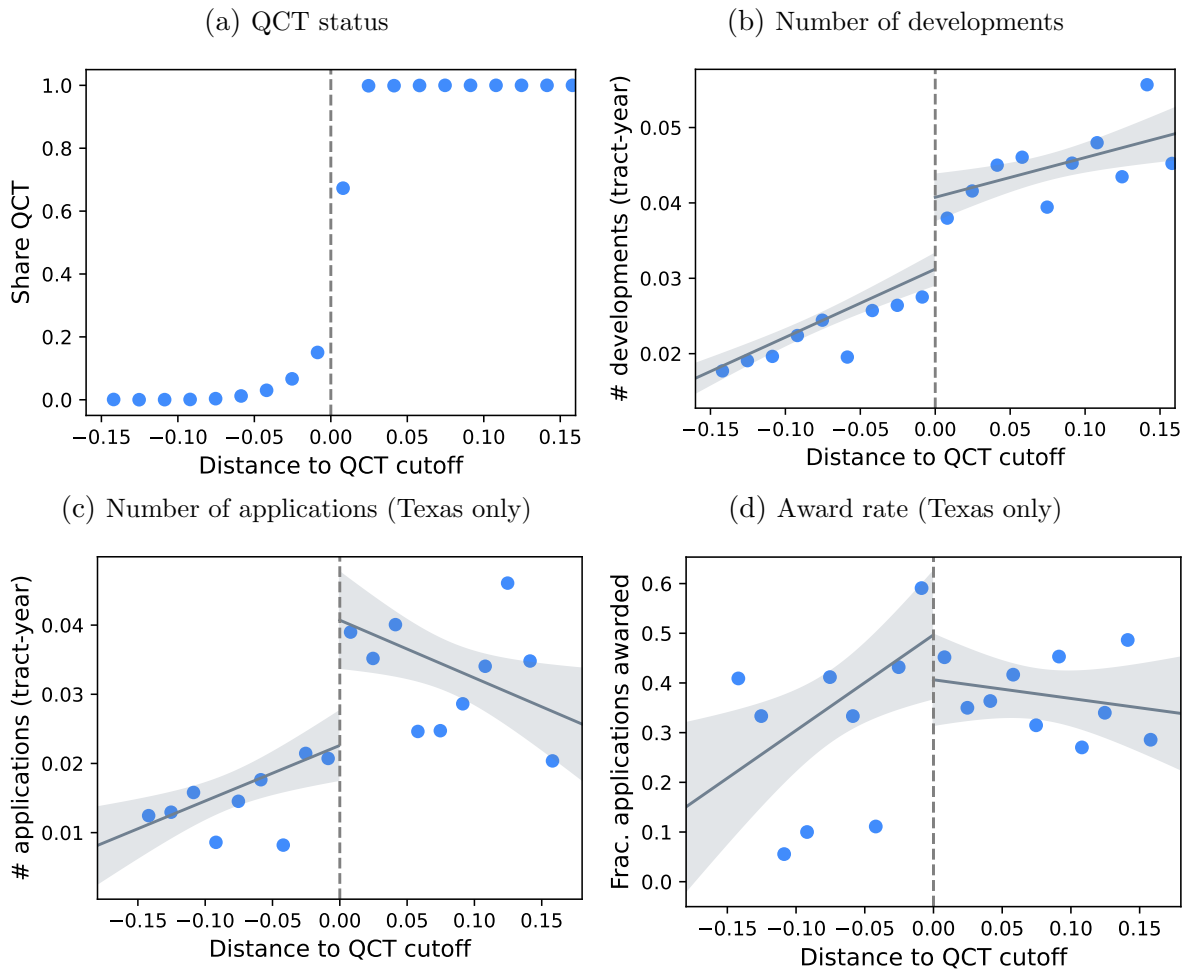 (a) QCT status
Share QCT
1.0
0.8
0.6
0.4
0.2
0.0
−0.15 −0.10 −0.05 0.00 0.05 0.10 0.15
Distance to QCT cutoff
(b) Number of developments
# developments (tract-year)
0.05
0.04
0.03
0.02
−0.15 −0.10 −0.05 0.00 0.05 0.10 0.15
Distance to QCT cutoff
(c) Number of applications (Texas only)
# applications (tract-year)
0.04
0.03
0.02
0.01
−0.15 −0.10 −0.05 0.00 0.05 0.10 0.15
Distance to QCT cutoff
(d) Award rate (Texas only)
Frac. applications awarded
0.6
0.5
0.4
0.3
0.2
0.1
0.0
−0.15 −0.10 −0.05 0.00 0.05 0.10 0.15
Distance to QCT cutoff